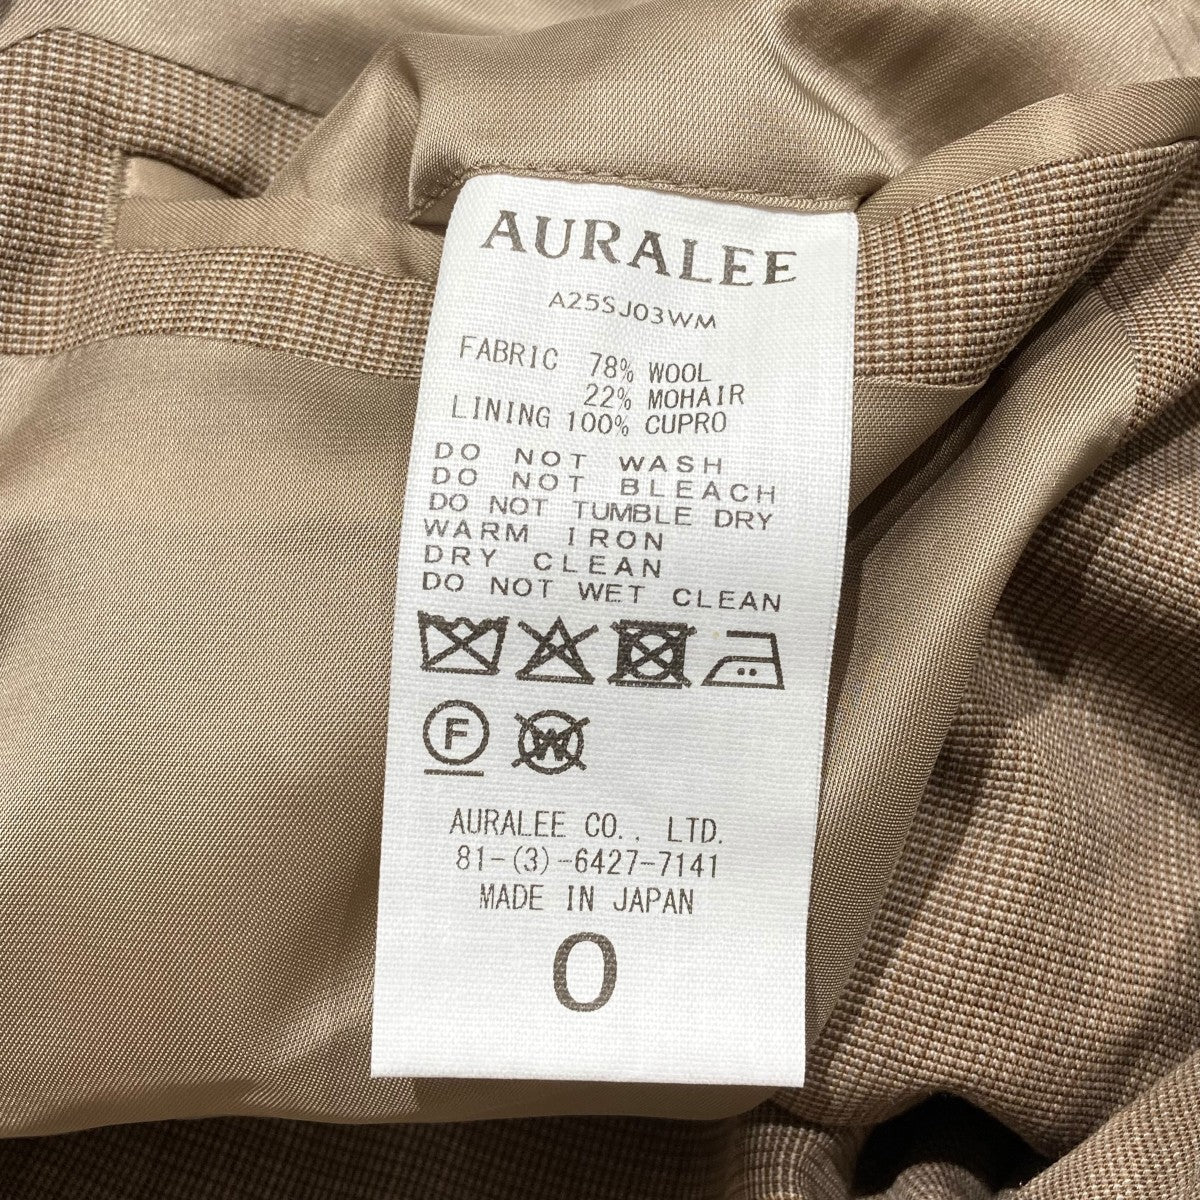 AURALEE
A25SJ03WM
FABRIC 78% WOOL
22% MOHAIR
LINING 100% CUPRO
DO NOT WASH
DO NOT BLEACH
DO NOT TUMBLE DRY
WARM IRON
DRY CLEAN
DO NOT WET CLEAN
F W
AURALEE CO., LTD.
81-(3)-6427-7141
MADE IN JAPAN
0